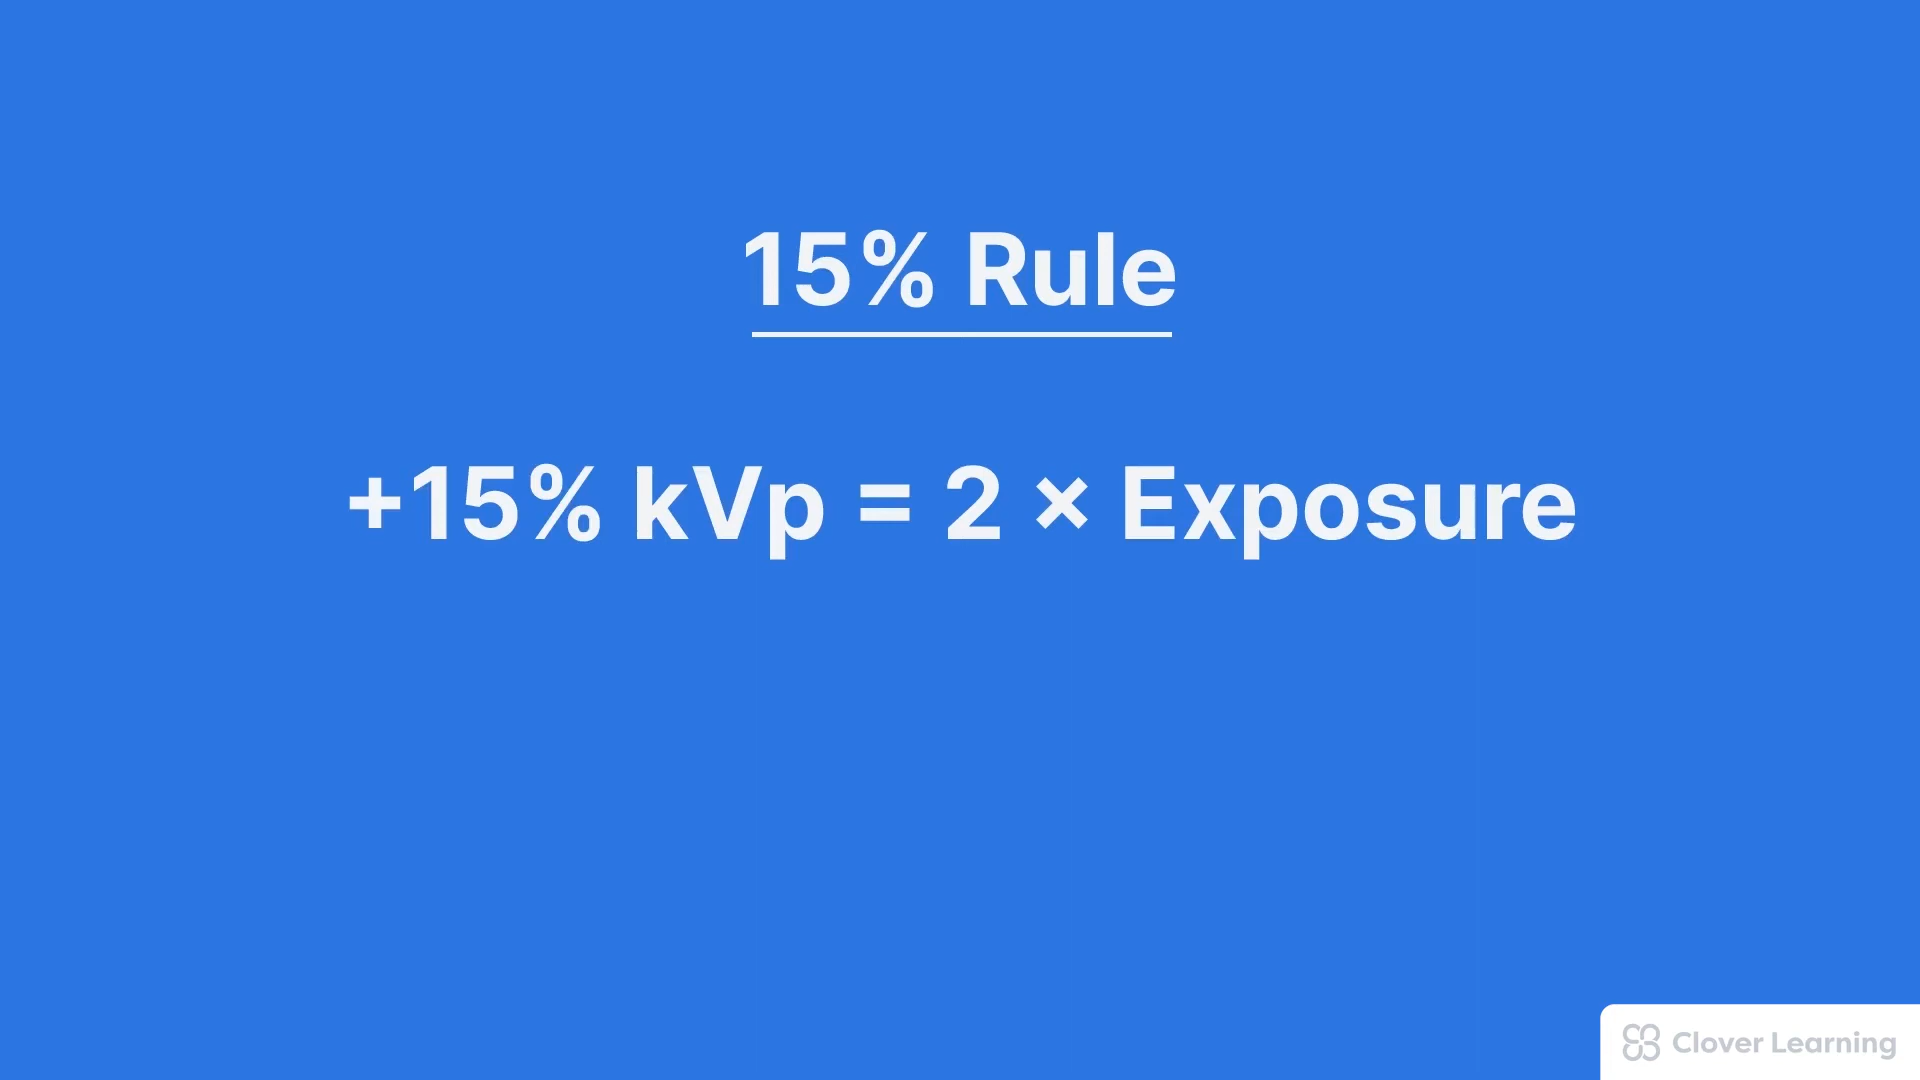 15% Rule
+15% kVp = 2 × Exposure
Clover Learning